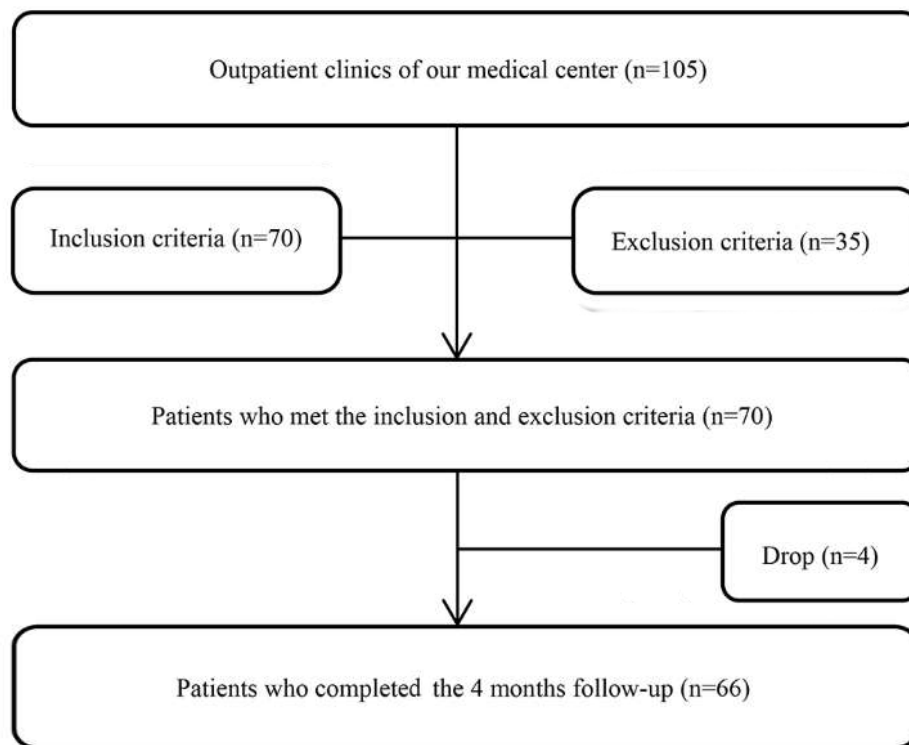 Outpatient clinics of our medical center (n=105)
Inclusion criteria (n=70)
Exclusion criteria (n=35)
Patients who met the inclusion and exclusion criteria (n=70)
Drop (n=4)
Patients who completed the 4 months follow-up (n=66)